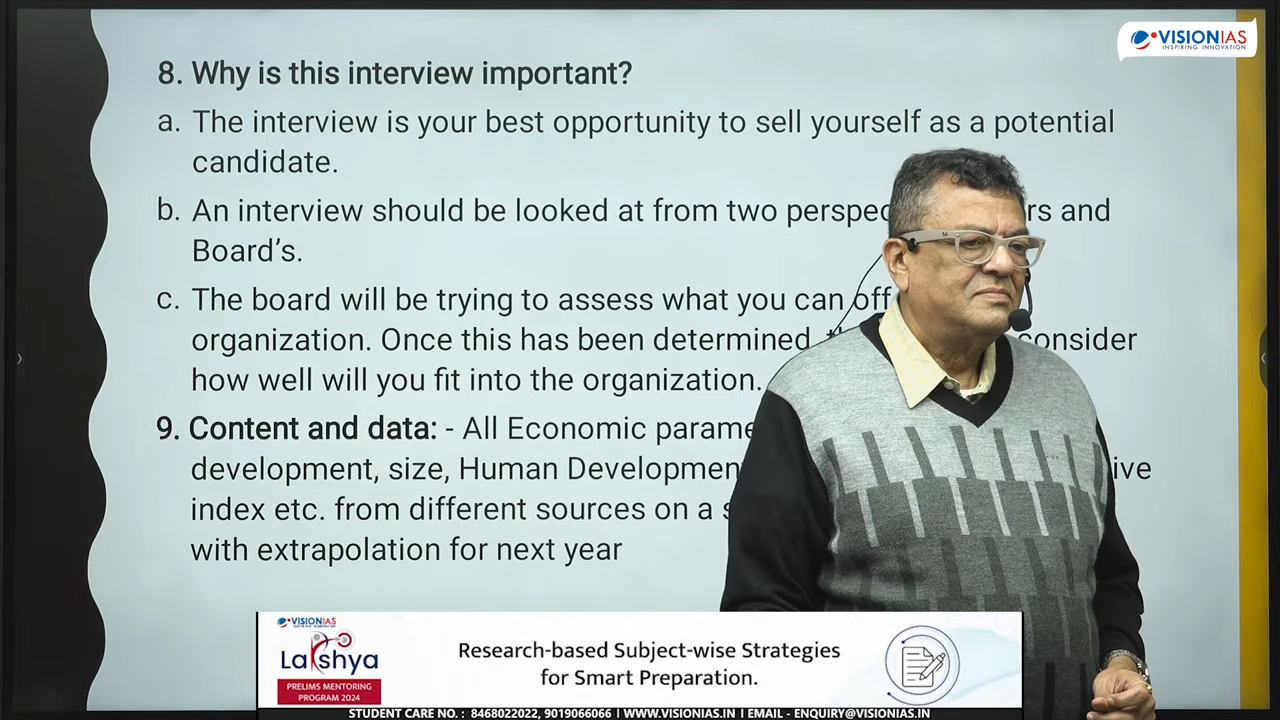 VISIONIAS
INSPIRING INNOVATION
8. Why is this interview important?
a. The interview is your best opportunity to sell yourself as a potential
candidate.
b. An interview should be looked at from two and
Board's.
c. The board will be trying to assess what you can
organization. Once this has been determined, consider
how well will you fit into the organization.
9. Content and data: - All Economic
development, size, Human
index etc. from different sources on a
with extrapolation for next year
VISIONIAS
Lakshya
PRELIMS MENTORING
PROGRAM 2024
Research-based Subject-wise Strategies
for Smart Preparation.
STUDENT CARE NO. : 8468022022, 9019066066 | WWW.VISIONIAS.IN | EMAIL - ENQUIRY@VISIONIAS.IN